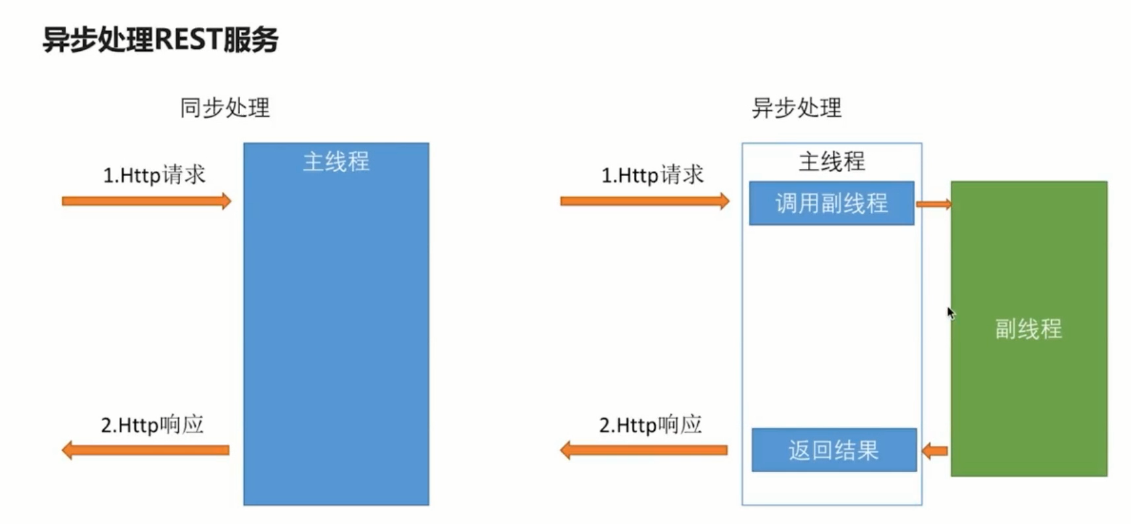 异步处理REST服务
同步处理
1.Http请求
主线程
2.Http响应
异步处理
1.Http请求
主线程
调用副线程
副线程
2.Http响应
返回结果